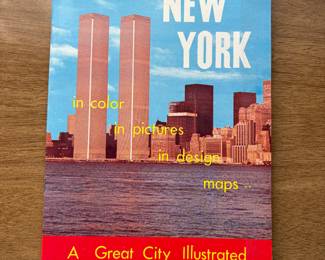 NEW
YORK
in color
in pictures
in design
maps ..
A Great City Illustrated